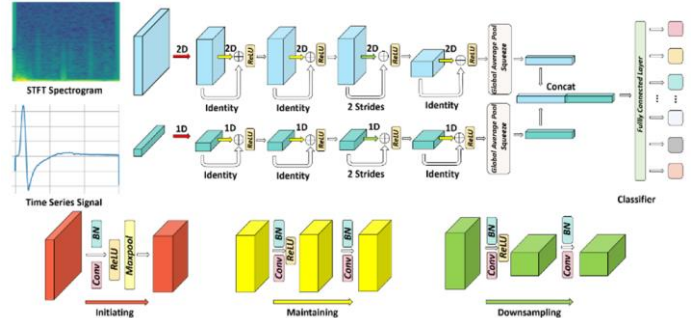 STFT Spectrogram
2D
2D
ReLU
2D
ReLU
2D
ReLU
2D
ReLU
Identity
Identity
2 Strides
Identity
Global Average Pool
Squeeze
Concat
Time Series Signal
1D
1D
ReLU
1D
ReLU
1D
ReLU
1D
ReLU
Identity
Identity
2 Strides
Identity
Global Average Pool
Squeeze
Fully Connected Layer
... ...
Classifier
Conv
BN
ReLU
Maxpool
Initiating
Conv
BN
ReLU
Conv
BN
Maintaining
Conv
BN
ReLU
Conv
BN
Downsampling